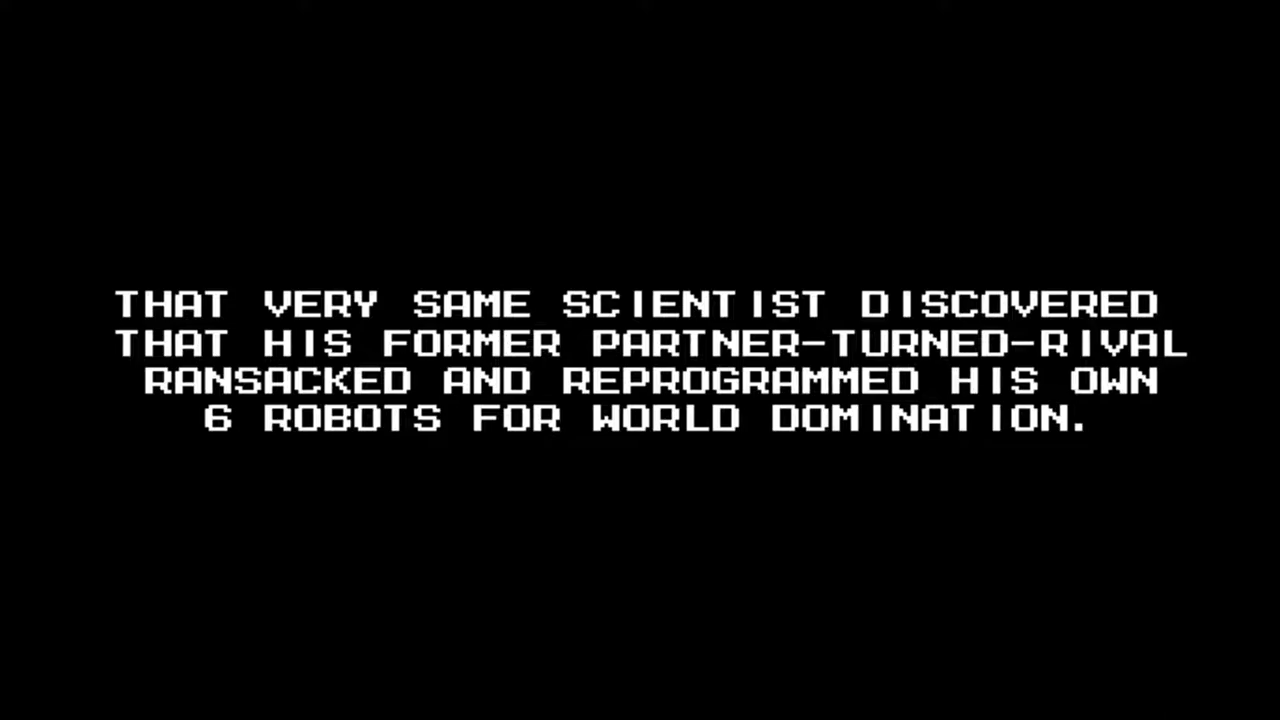 THAT VERY SAME SCIENTIST DISCOVERED
THAT HIS FORMER PARTNER-TURNED-RIVAL
RANSACKED AND REPROGRAMMED HIS OWN
6 ROBOTS FOR WORLD DOMINATION.